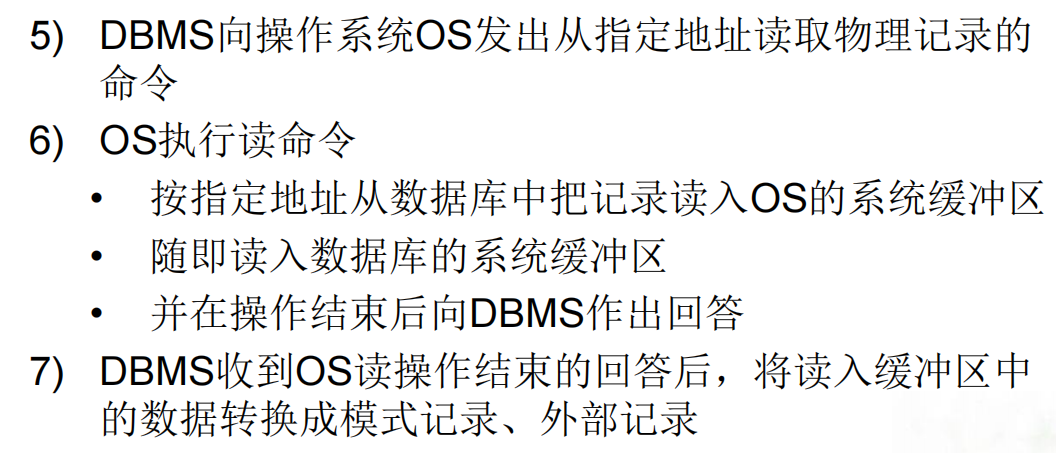 5) DBMS向操作系统OS发出从指定地址读取物理记录的
命令
6) OS执行读命令
• 按指定地址从数据库中把记录读入OS的系统缓冲区
• 随即读入数据库的系统缓冲区
• 并在操作结束后向DBMS作出回答
7) DBMS收到OS读操作结束的回答后，将读入缓冲区中
的数据转换成模式记录、外部记录